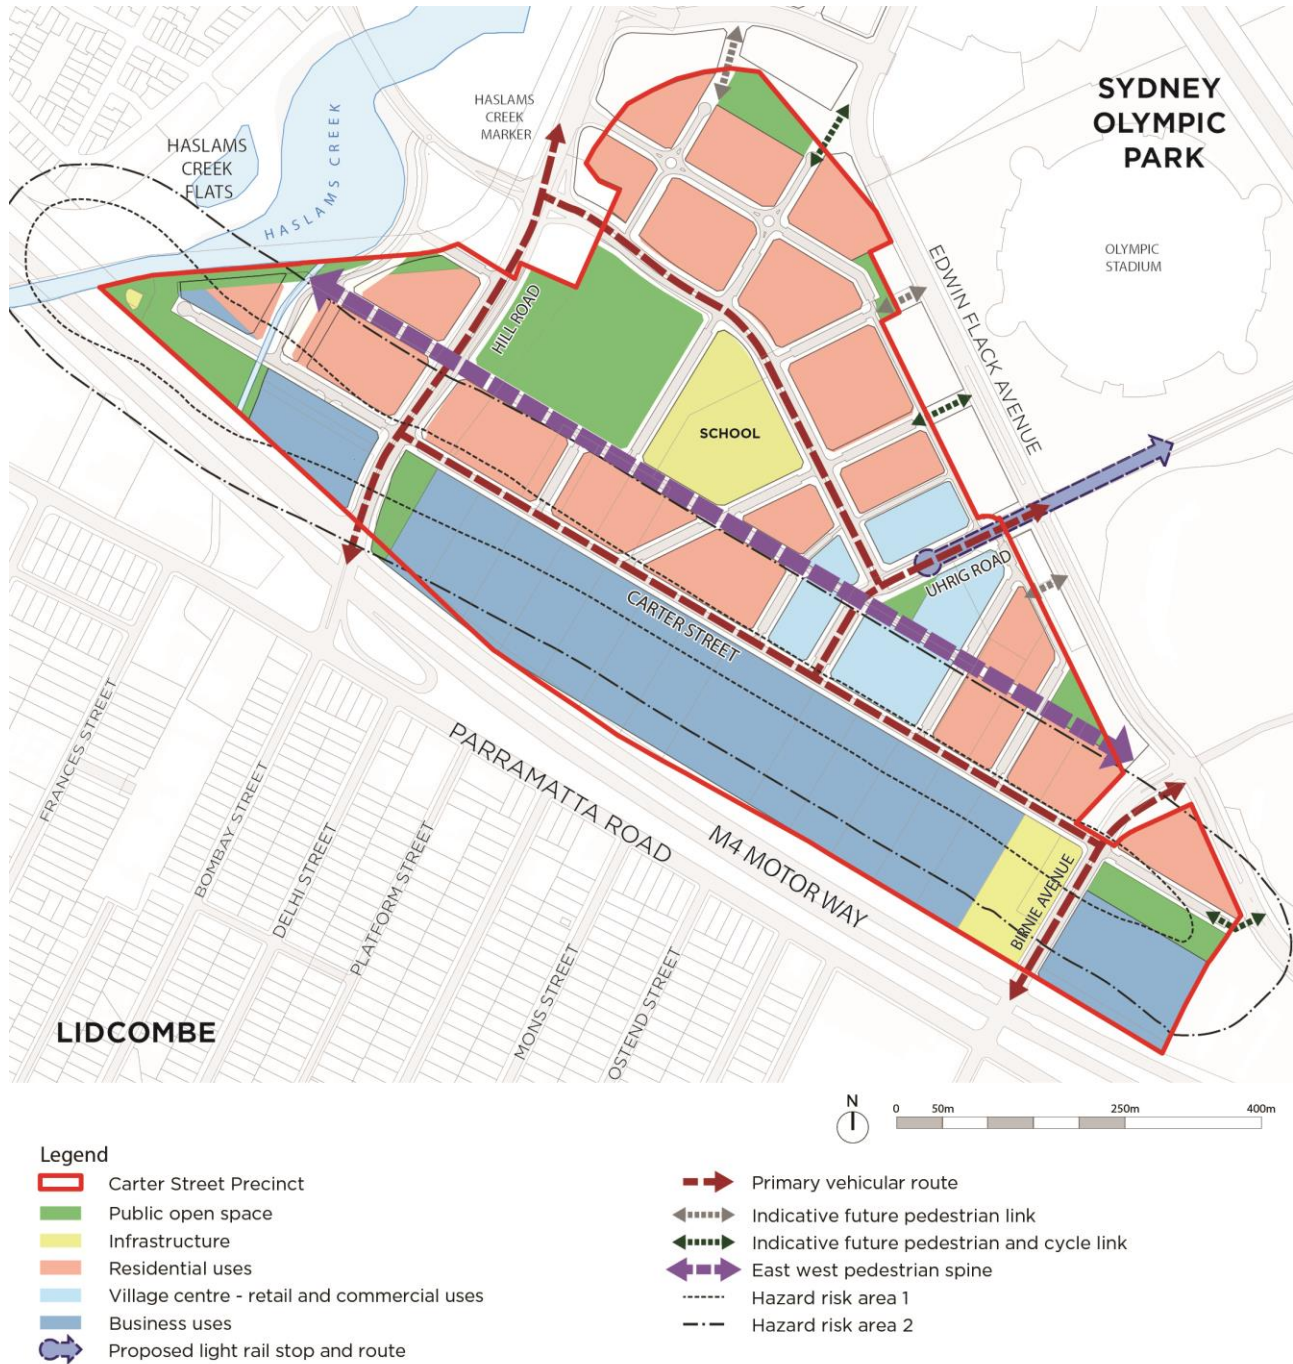 SYDNEY
OLYMPIC
PARK
HASLAMS
CREEK
MARKER
HASLAMS
CREEK
FLATS
HASLAMS CREEK
OLYMPIC
STADIUM
EDWIN FLACK AVENUE
HILL ROAD
SCHOOL
UHRIG ROAD
CARTER STREET
PARRAMATTA ROAD
M4 MOTORWAY
BIRNIE AVENUE
FRANCES STREET
BOMBAY STREET
DELHI STREET
PLATFORM STREET
MONS STREET
OSTEND STREET
LIDCOMBE
N
0 50m 250m 400m
Legend
Carter Street Precinct
Public open space
Infrastructure
Residential uses
Village centre - retail and commercial uses
Business uses
Proposed light rail stop and route
Primary vehicular route
Indicative future pedestrian link
Indicative future pedestrian and cycle link
East west pedestrian spine
Hazard risk area 1
Hazard risk area 2